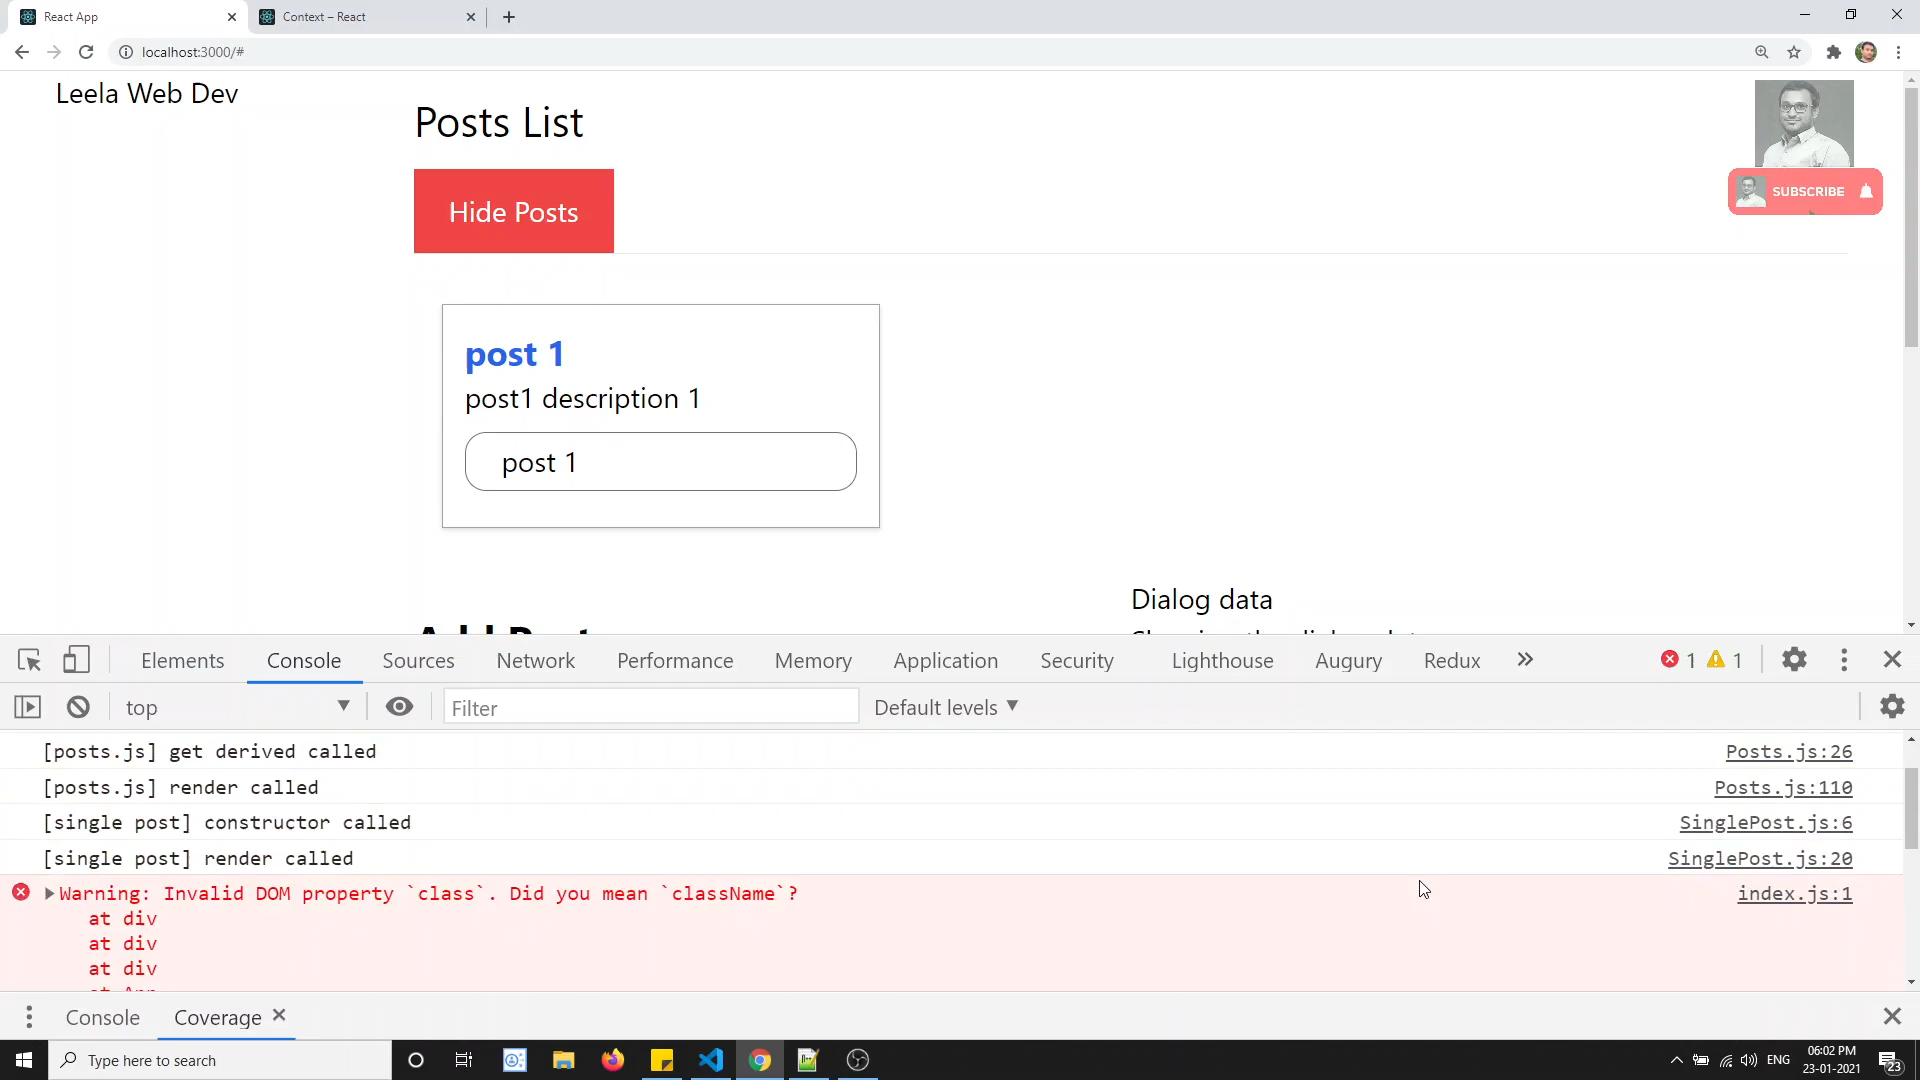 React App
Context – React
localhost:3000/#
Leela Web Dev
Posts List
Hide Posts
SUBSCRIBE
post 1
post1 description 1
post 1
Dialog data
Add Post
Elements Console Sources Network Performance Memory Application Security Lighthouse Augury Redux 1 1
top Filter Default levels
[posts.js] get derived called Posts.js:26
[posts.js] render called Posts.js:110
[single post] constructor called SinglePost.js:6
[single post] render called SinglePost.js:20
Warning: Invalid DOM property `class`. Did you mean `className`? index.js:1
at div
at div
at div
at App
Console Coverage
Type here to search
ENG
06:02 PM
23-01-2021
23